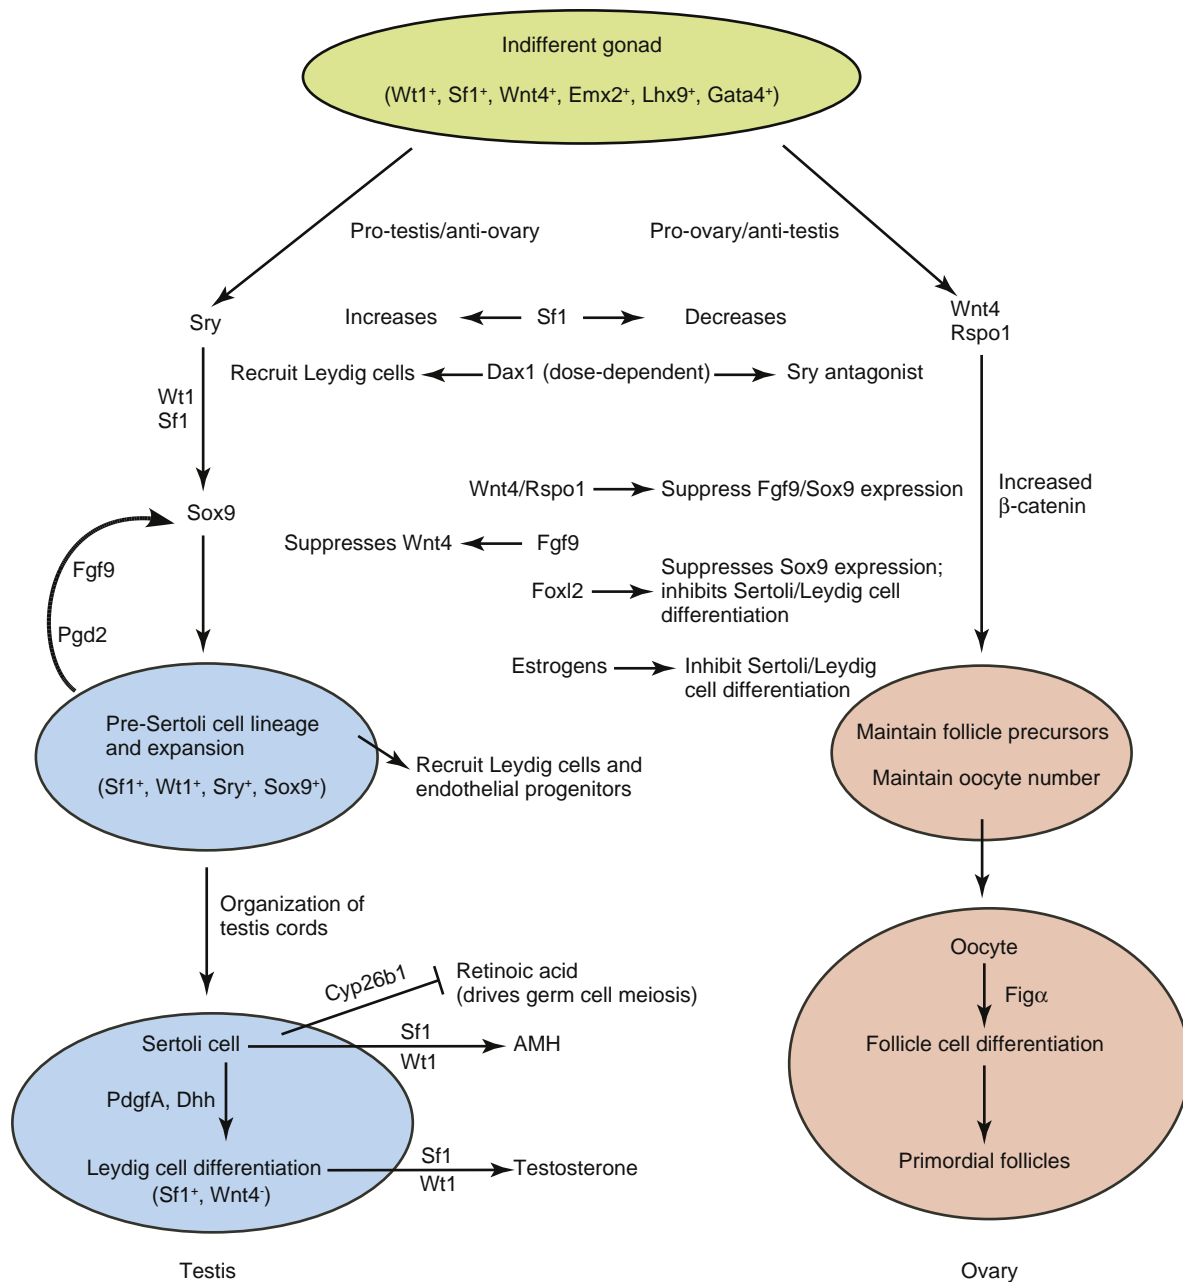 Indifferent gonad
(Wt1⁺, Sf1⁺, Wnt4⁺, Emx2⁺, Lhx9⁺, Gata4⁺)
Pro-testis/anti-ovary
Pro-ovary/anti-testis
Sry
Increases
Sf1
Decreases
Wnt4
Rspo1
Recruit Leydig cells
Dax1 (dose-dependent)
Sry antagonist
Wt1
Sf1
Wnt4/Rspo1
Suppress Fgf9/Sox9 expression
Increased
β-catenin
Sox9
Suppresses Wnt4
Fgf9
Fgf9
Pgd2
Foxl2
Suppresses Sox9 expression;
inhibits Sertoli/Leydig cell
differentiation
Estrogens
Inhibit Sertoli/Leydig
cell differentiation
Pre-Sertoli cell lineage
and expansion
(Sf1⁺, Wt1⁺, Sry⁺, Sox9⁺)
Recruit Leydig cells and
endothelial progenitors
Maintain follicle precursors
Maintain oocyte number
Organization of
testis cords
Cyp26b1
Retinoic acid
(drives germ cell meiosis)
Sertoli cell
Sf1
Wt1
AMH
PdgfA, Dhh
Leydig cell differentiation
(Sf1⁺, Wnt4⁻)
Sf1
Wt1
Testosterone
Oocyte
Figα
Follicle cell differentiation
Primordial follicles
Testis
Ovary